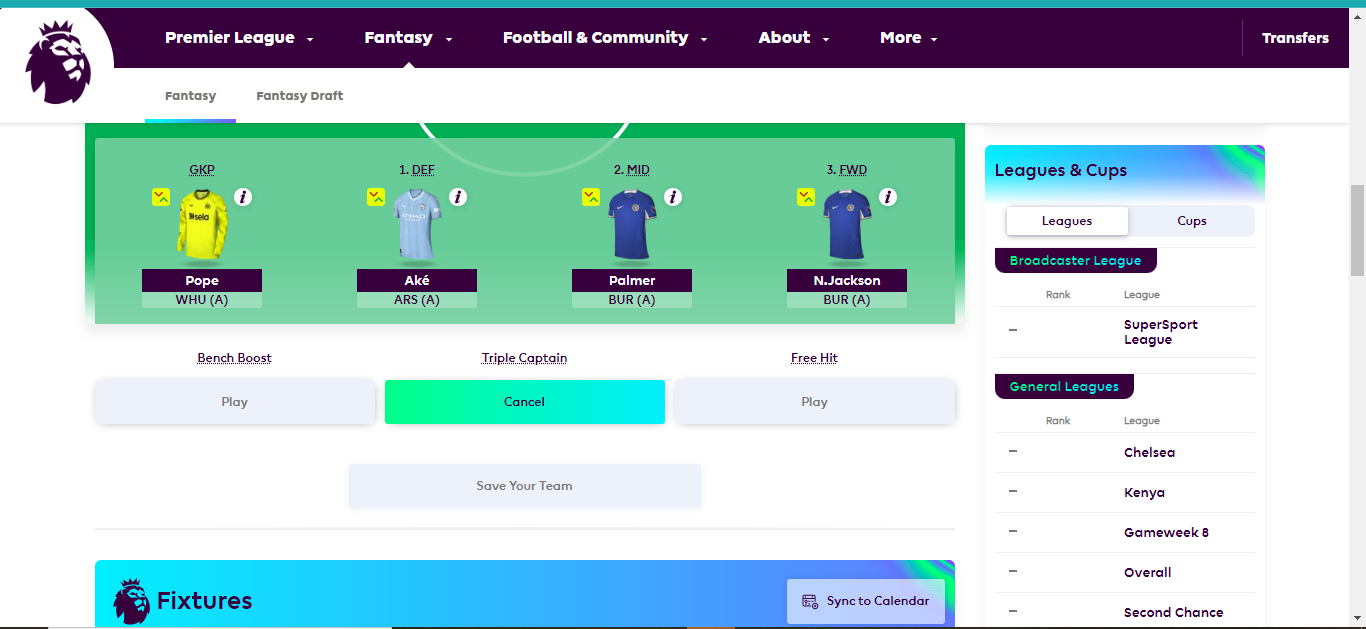 Premier League
Fantasy
Football & Community
About
More
Transfers
Fantasy
Fantasy Draft
GKP
1. DEF
2. MID
3. FWD
i
i
i
i
sela
ETIHAD
Pope
Aké
Palmer
N.Jackson
WHU (A)
ARS (A)
BUR (A)
BUR (A)
Bench Boost
Triple Captain
Free Hit
Play
Cancel
Play
Save Your Team
Fixtures
Sync to Calendar
Leagues & Cups
Leagues
Cups
Broadcaster League
Rank League
– SuperSport
League
General Leagues
Rank League
– Chelsea
– Kenya
– Gameweek 8
– Overall
– Second Chance